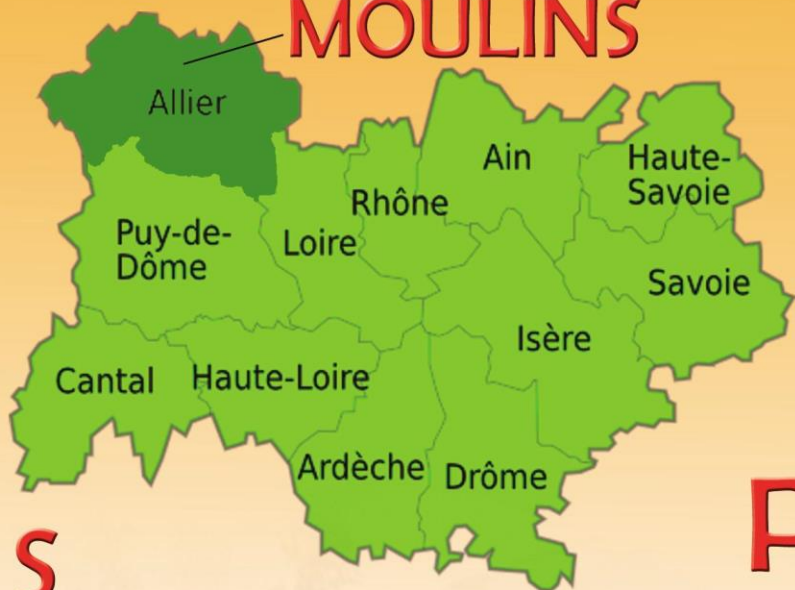 MOULINS
Allier
Ain
Haute-
Savoie
Rhône
Puy-de-
Dôme
Loire
Savoie
Isère
Cantal
Haute-Loire
Ardèche
Drôme
S